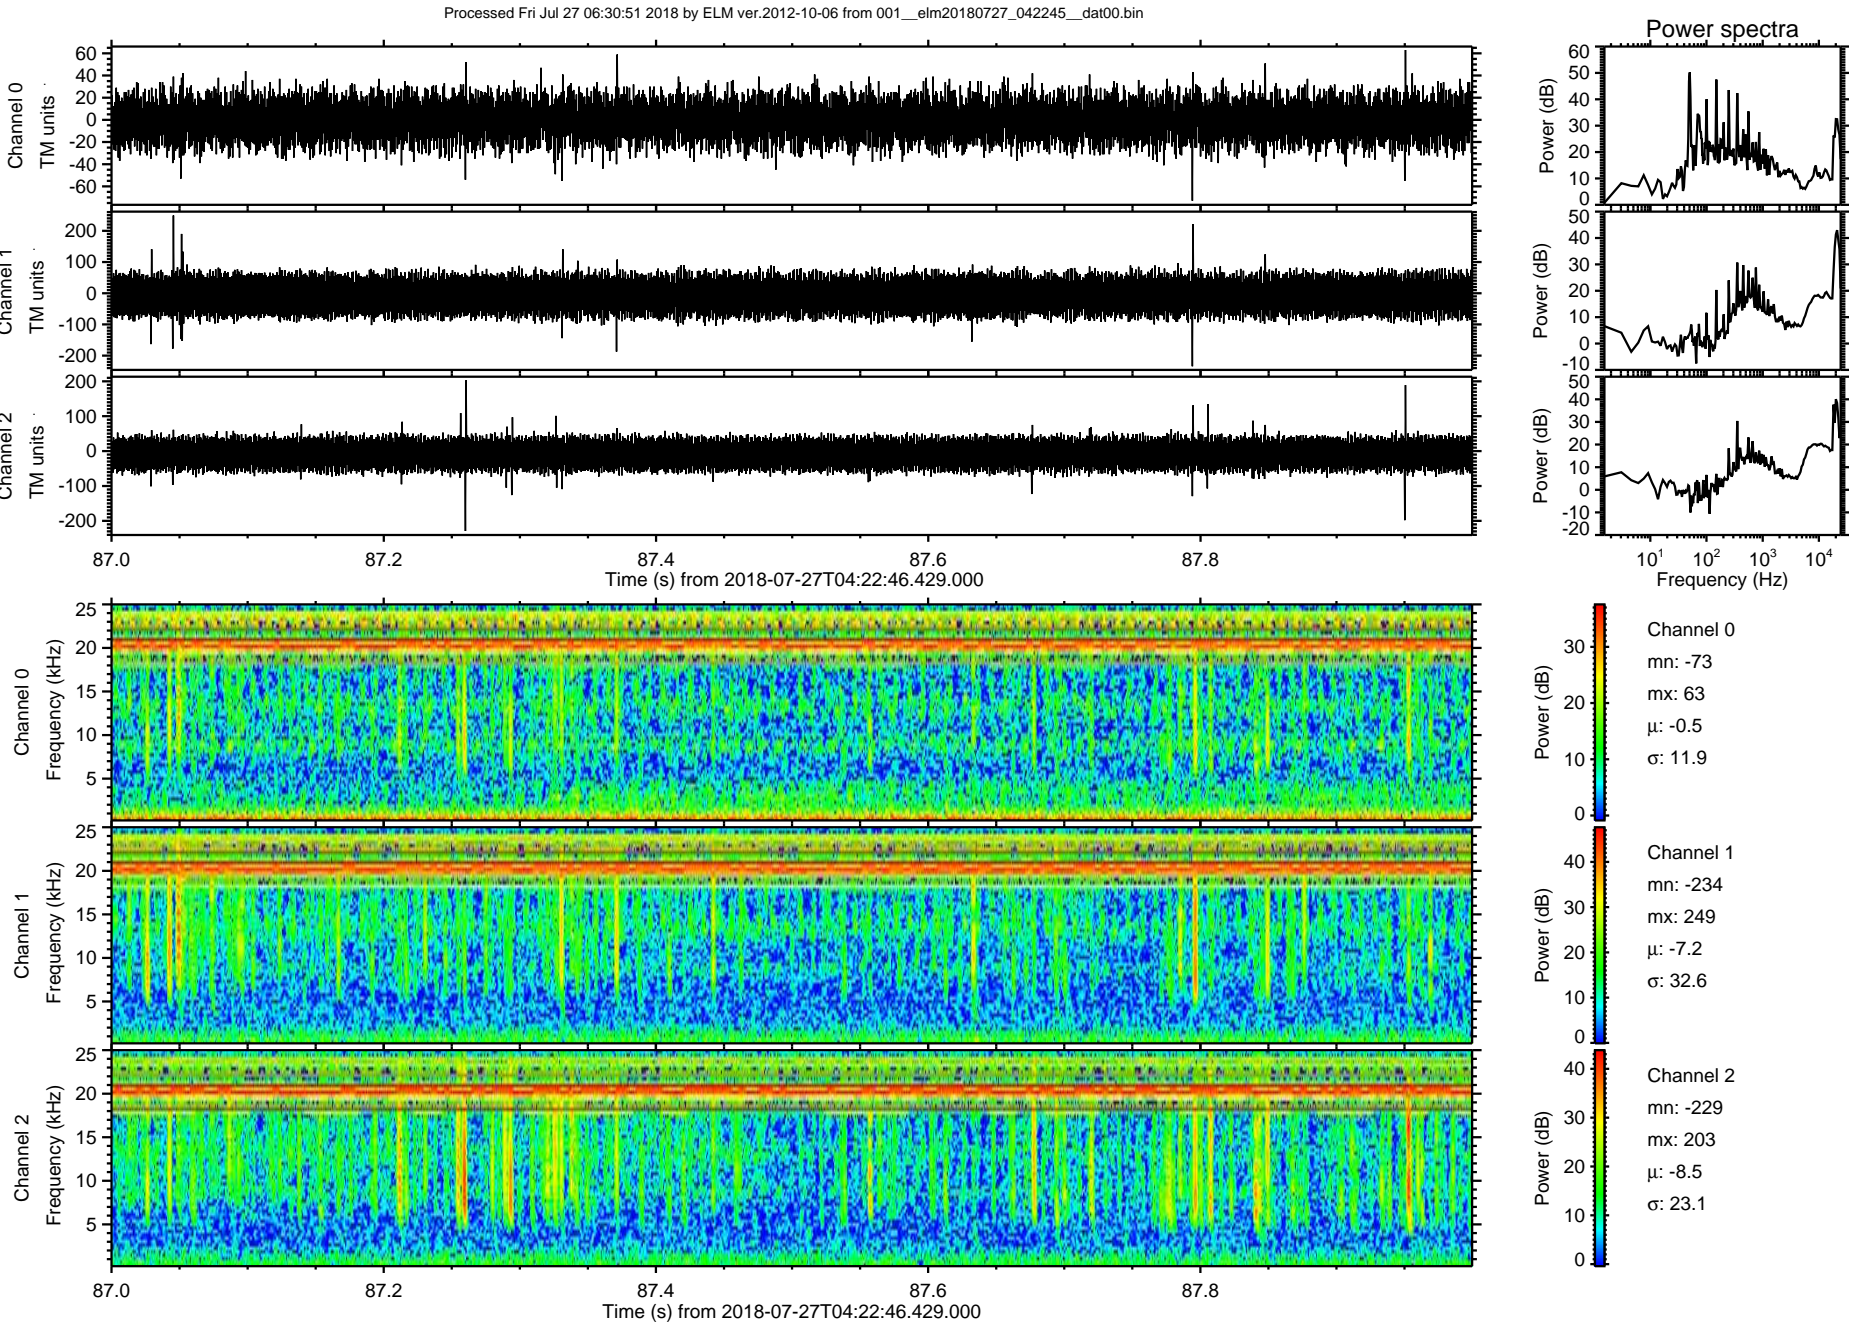 Processed Fri Jul 27 06:30:51 2018 by ELM ver.2012-10-06 from 001__elm20180727_042245__dat00.bin
Power spectra
Channel 0
TM units
60
40
20
0
-20
-40
-60
Power (dB)
60
50
40
30
20
10
0
Channel 1
TM units
200
100
0
-100
-200
Power (dB)
50
40
30
20
10
0
-10
Channel 2
TM units
200
100
0
-100
-200
Power (dB)
50
40
30
20
10
0
-10
-20
87.0 87.2 87.4 87.6 87.8
Time (s) from 2018-07-27T04:22:46.429.000
10¹ 10² 10³ 10⁴
Frequency (Hz)
Channel 0
Frequency (kHz)
25
20
15
10
5
Power (dB)
30
20
10
0
Channel 0
mn: -73
mx: 63
μ: -0.5
σ: 11.9
Channel 1
Frequency (kHz)
25
20
15
10
5
Power (dB)
40
30
20
10
0
Channel 1
mn: -234
mx: 249
μ: -7.2
σ: 32.6
Channel 2
Frequency (kHz)
25
20
15
10
5
Power (dB)
40
30
20
10
0
Channel 2
mn: -229
mx: 203
μ: -8.5
σ: 23.1
87.0 87.2 87.4 87.6 87.8
Time (s) from 2018-07-27T04:22:46.429.000